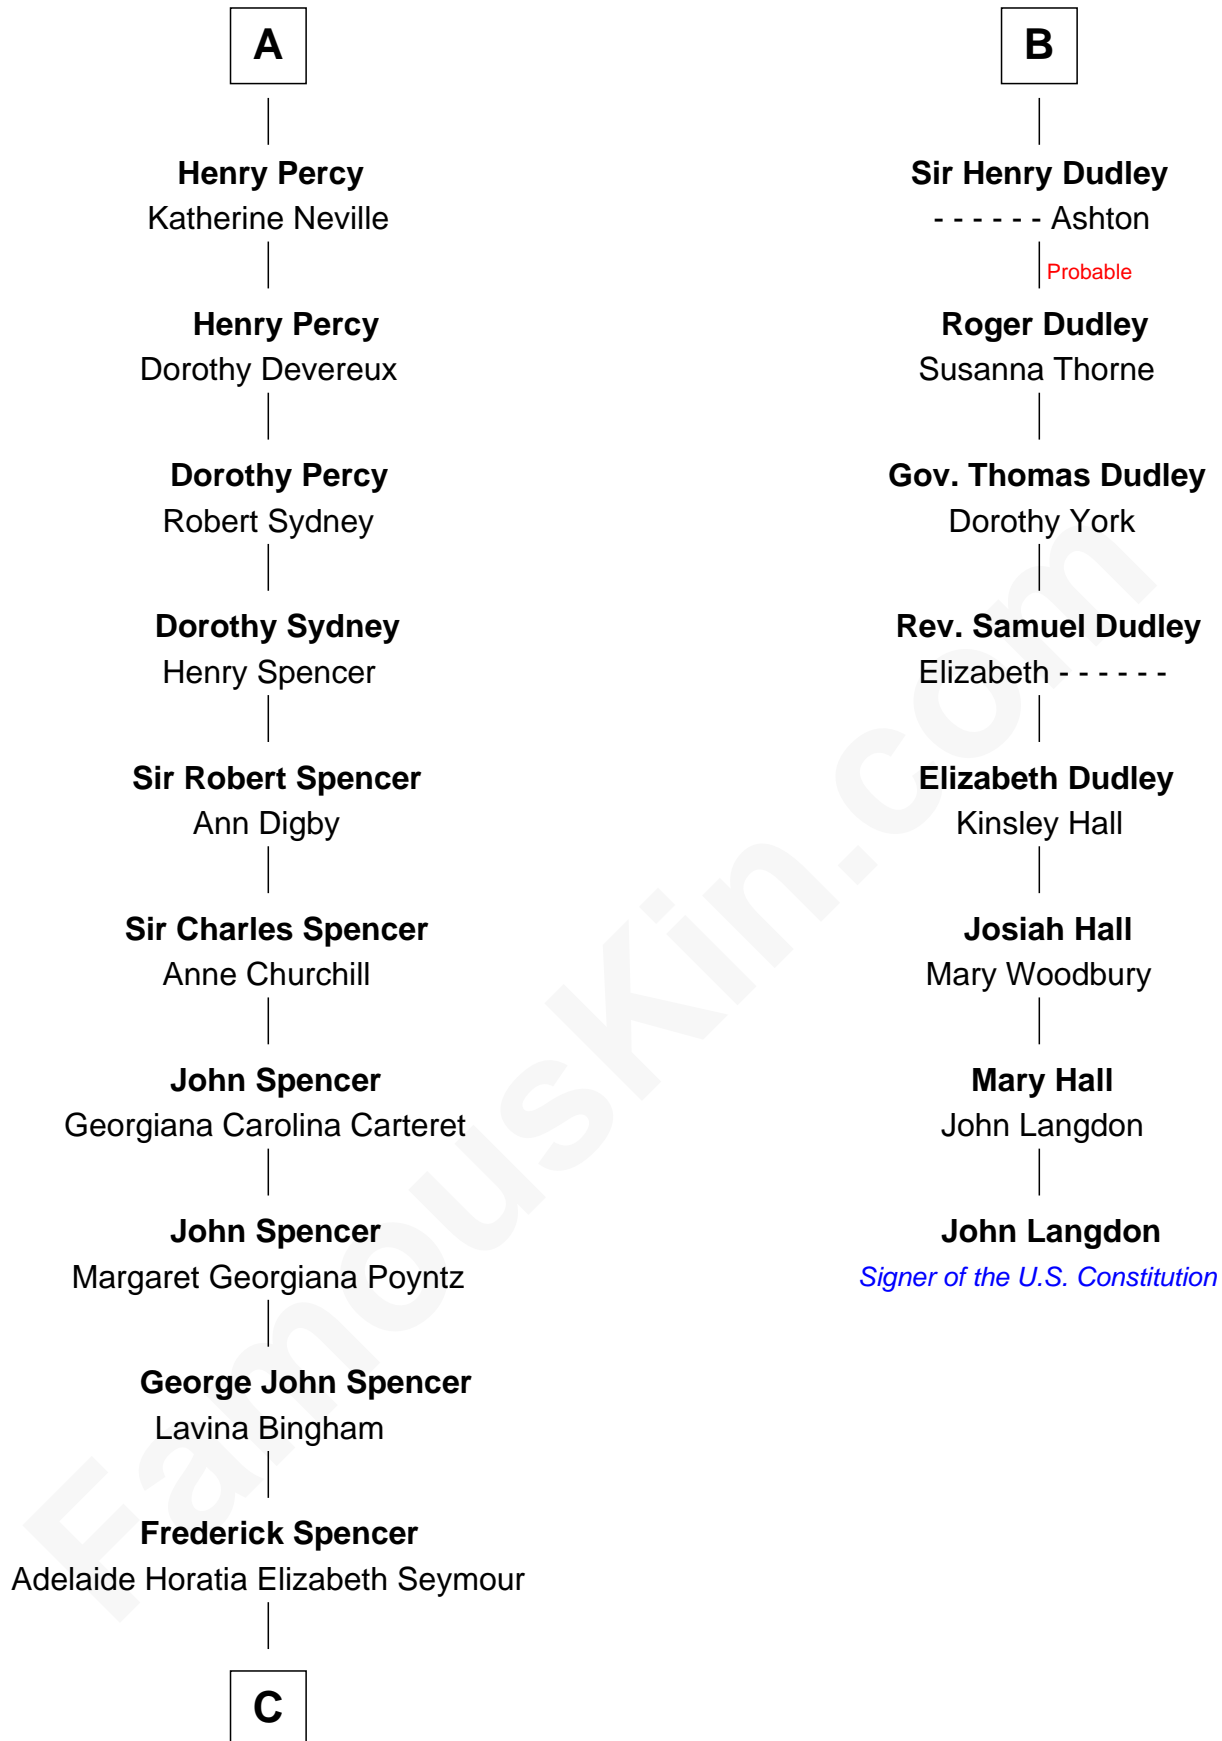 A
Henry Percy
Katherine Neville
Henry Percy
Dorothy Devereux
Dorothy Percy
Robert Sydney
Dorothy Sydney
Henry Spencer
Sir Robert Spencer
Ann Digby
Sir Charles Spencer
Anne Churchill
John Spencer
Georgiana Carolina Carteret
John Spencer
Margaret Georgiana Poyntz
George John Spencer
Lavina Bingham
Frederick Spencer
Adelaide Horatia Elizabeth Seymour
C
B
Sir Henry Dudley
- - - - - - Ashton
Probable
Roger Dudley
Susanna Thorne
Gov. Thomas Dudley
Dorothy York
Rev. Samuel Dudley
Elizabeth - - - - - -
Elizabeth Dudley
Kinsley Hall
Josiah Hall
Mary Woodbury
Mary Hall
John Langdon
John Langdon
Signer of the U.S. Constitution
FamousKin.com